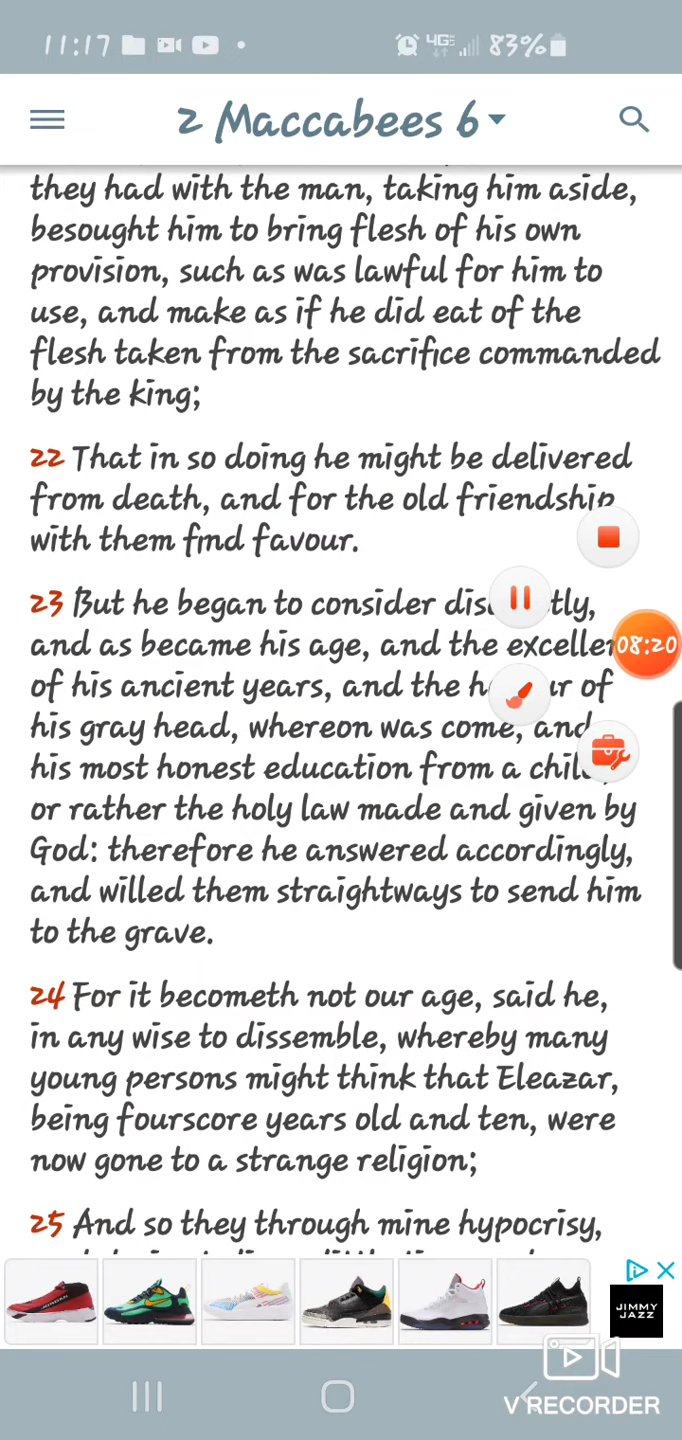 11:17
4GE
83%
2 Maccabees 6
they had with the man, taking him aside,
besought him to bring flesh of his own
provision, such as was lawful for him to
use, and make as if he did eat of the
flesh taken from the sacrifice commanded
by the king;
22 That in so doing he might be delivered
from death, and for the old friendship
with them find favour.
23 But he began to consider
and as became his age, and the
08:20
of his ancient years, and the of
his gray head, whereon was come, and
his most honest education from a
or rather the holy law made and given by
God: therefore he answered accordingly,
and willed them straightways to send him
to the grave.
24 For it becometh not our age, said he,
in any wise to dissemble, whereby many
young persons might think that Eleazar,
being fourscore years old and ten, were
now gone to a strange religion;
25 And so they through mine hypocrisy,
JIMMY
JAZZ
V RECORDER